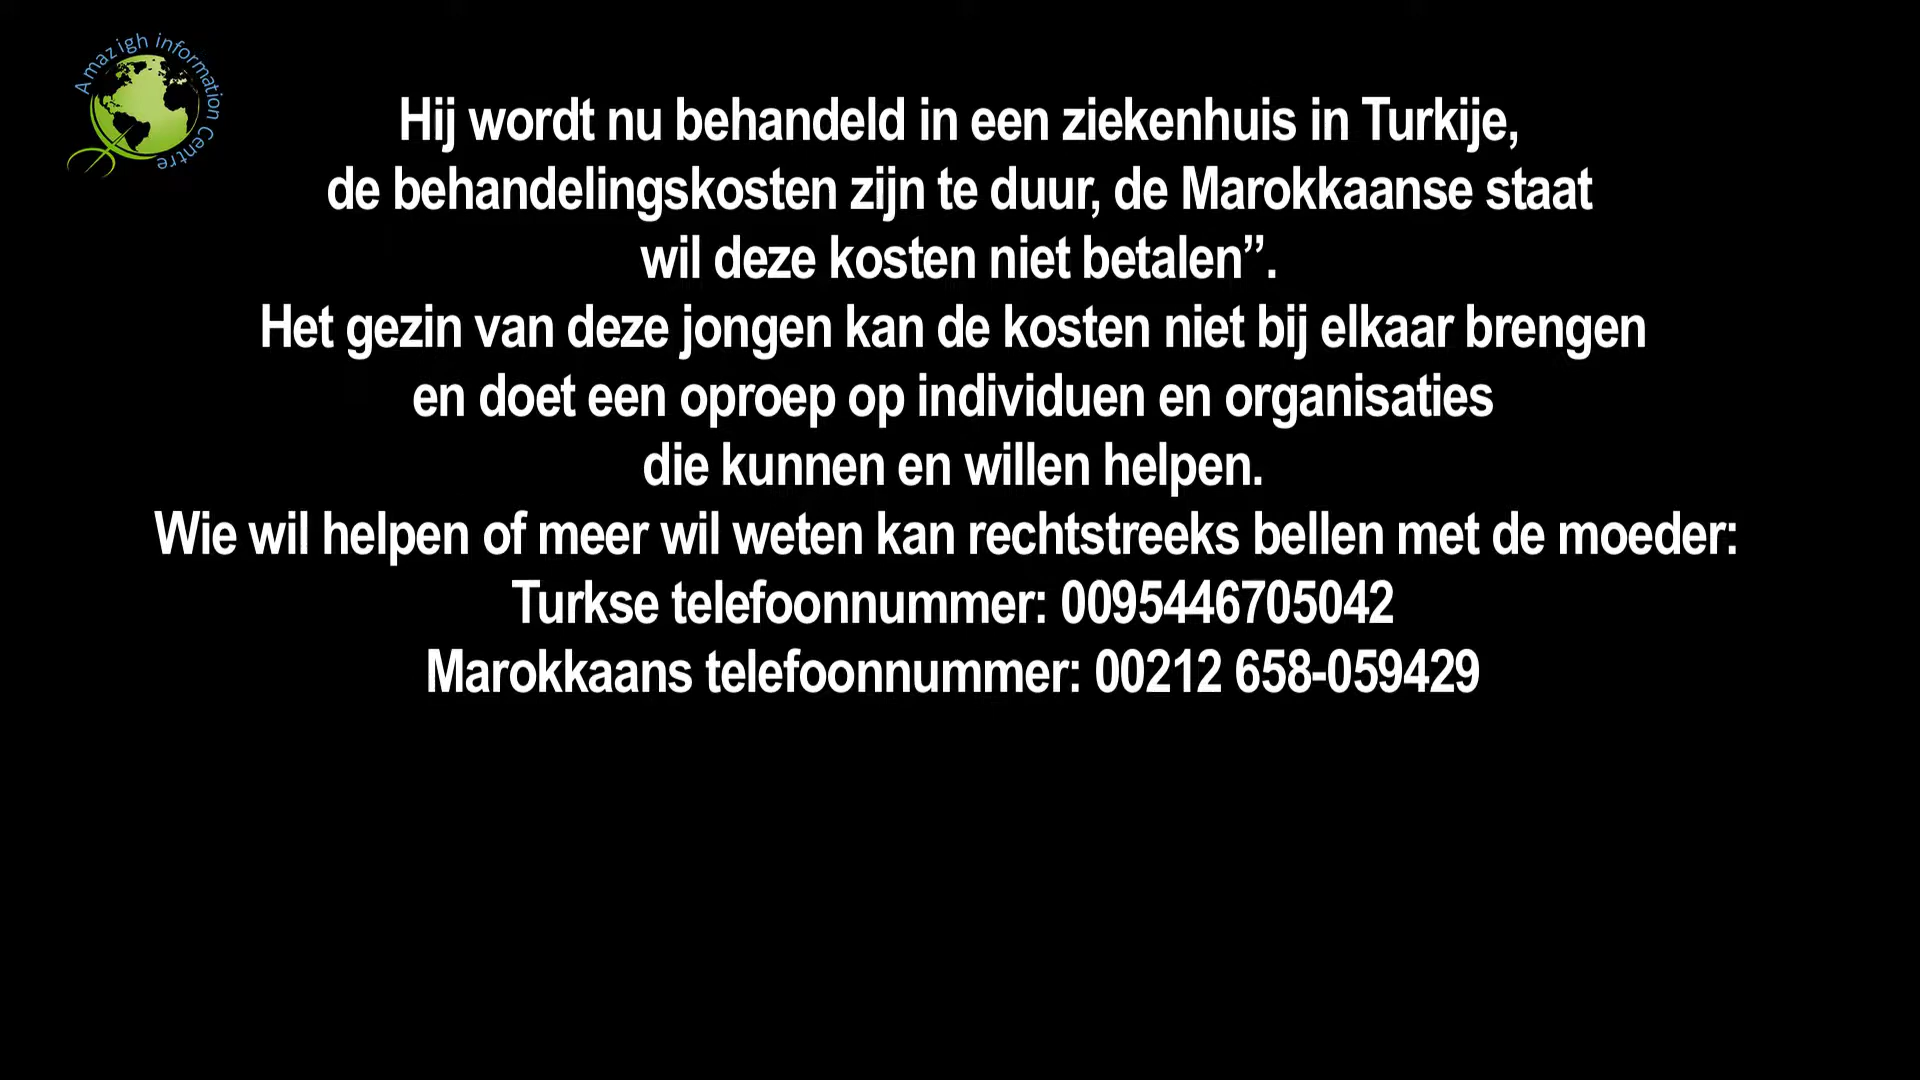 Amazigh information Centre
Hij wordt nu behandeld in een ziekenhuis in Turkije,
de behandelingskosten zijn te duur, de Marokkaanse staat
wil deze kosten niet betalen”.
Het gezin van deze jongen kan de kosten niet bij elkaar brengen
en doet een oproep op individuen en organisaties
die kunnen en willen helpen.
Wie wil helpen of meer wil weten kan rechtstreeks bellen met de moeder:
Turkse telefoonnummer: 0095446705042
Marokkaans telefoonnummer: 00212 658-059429